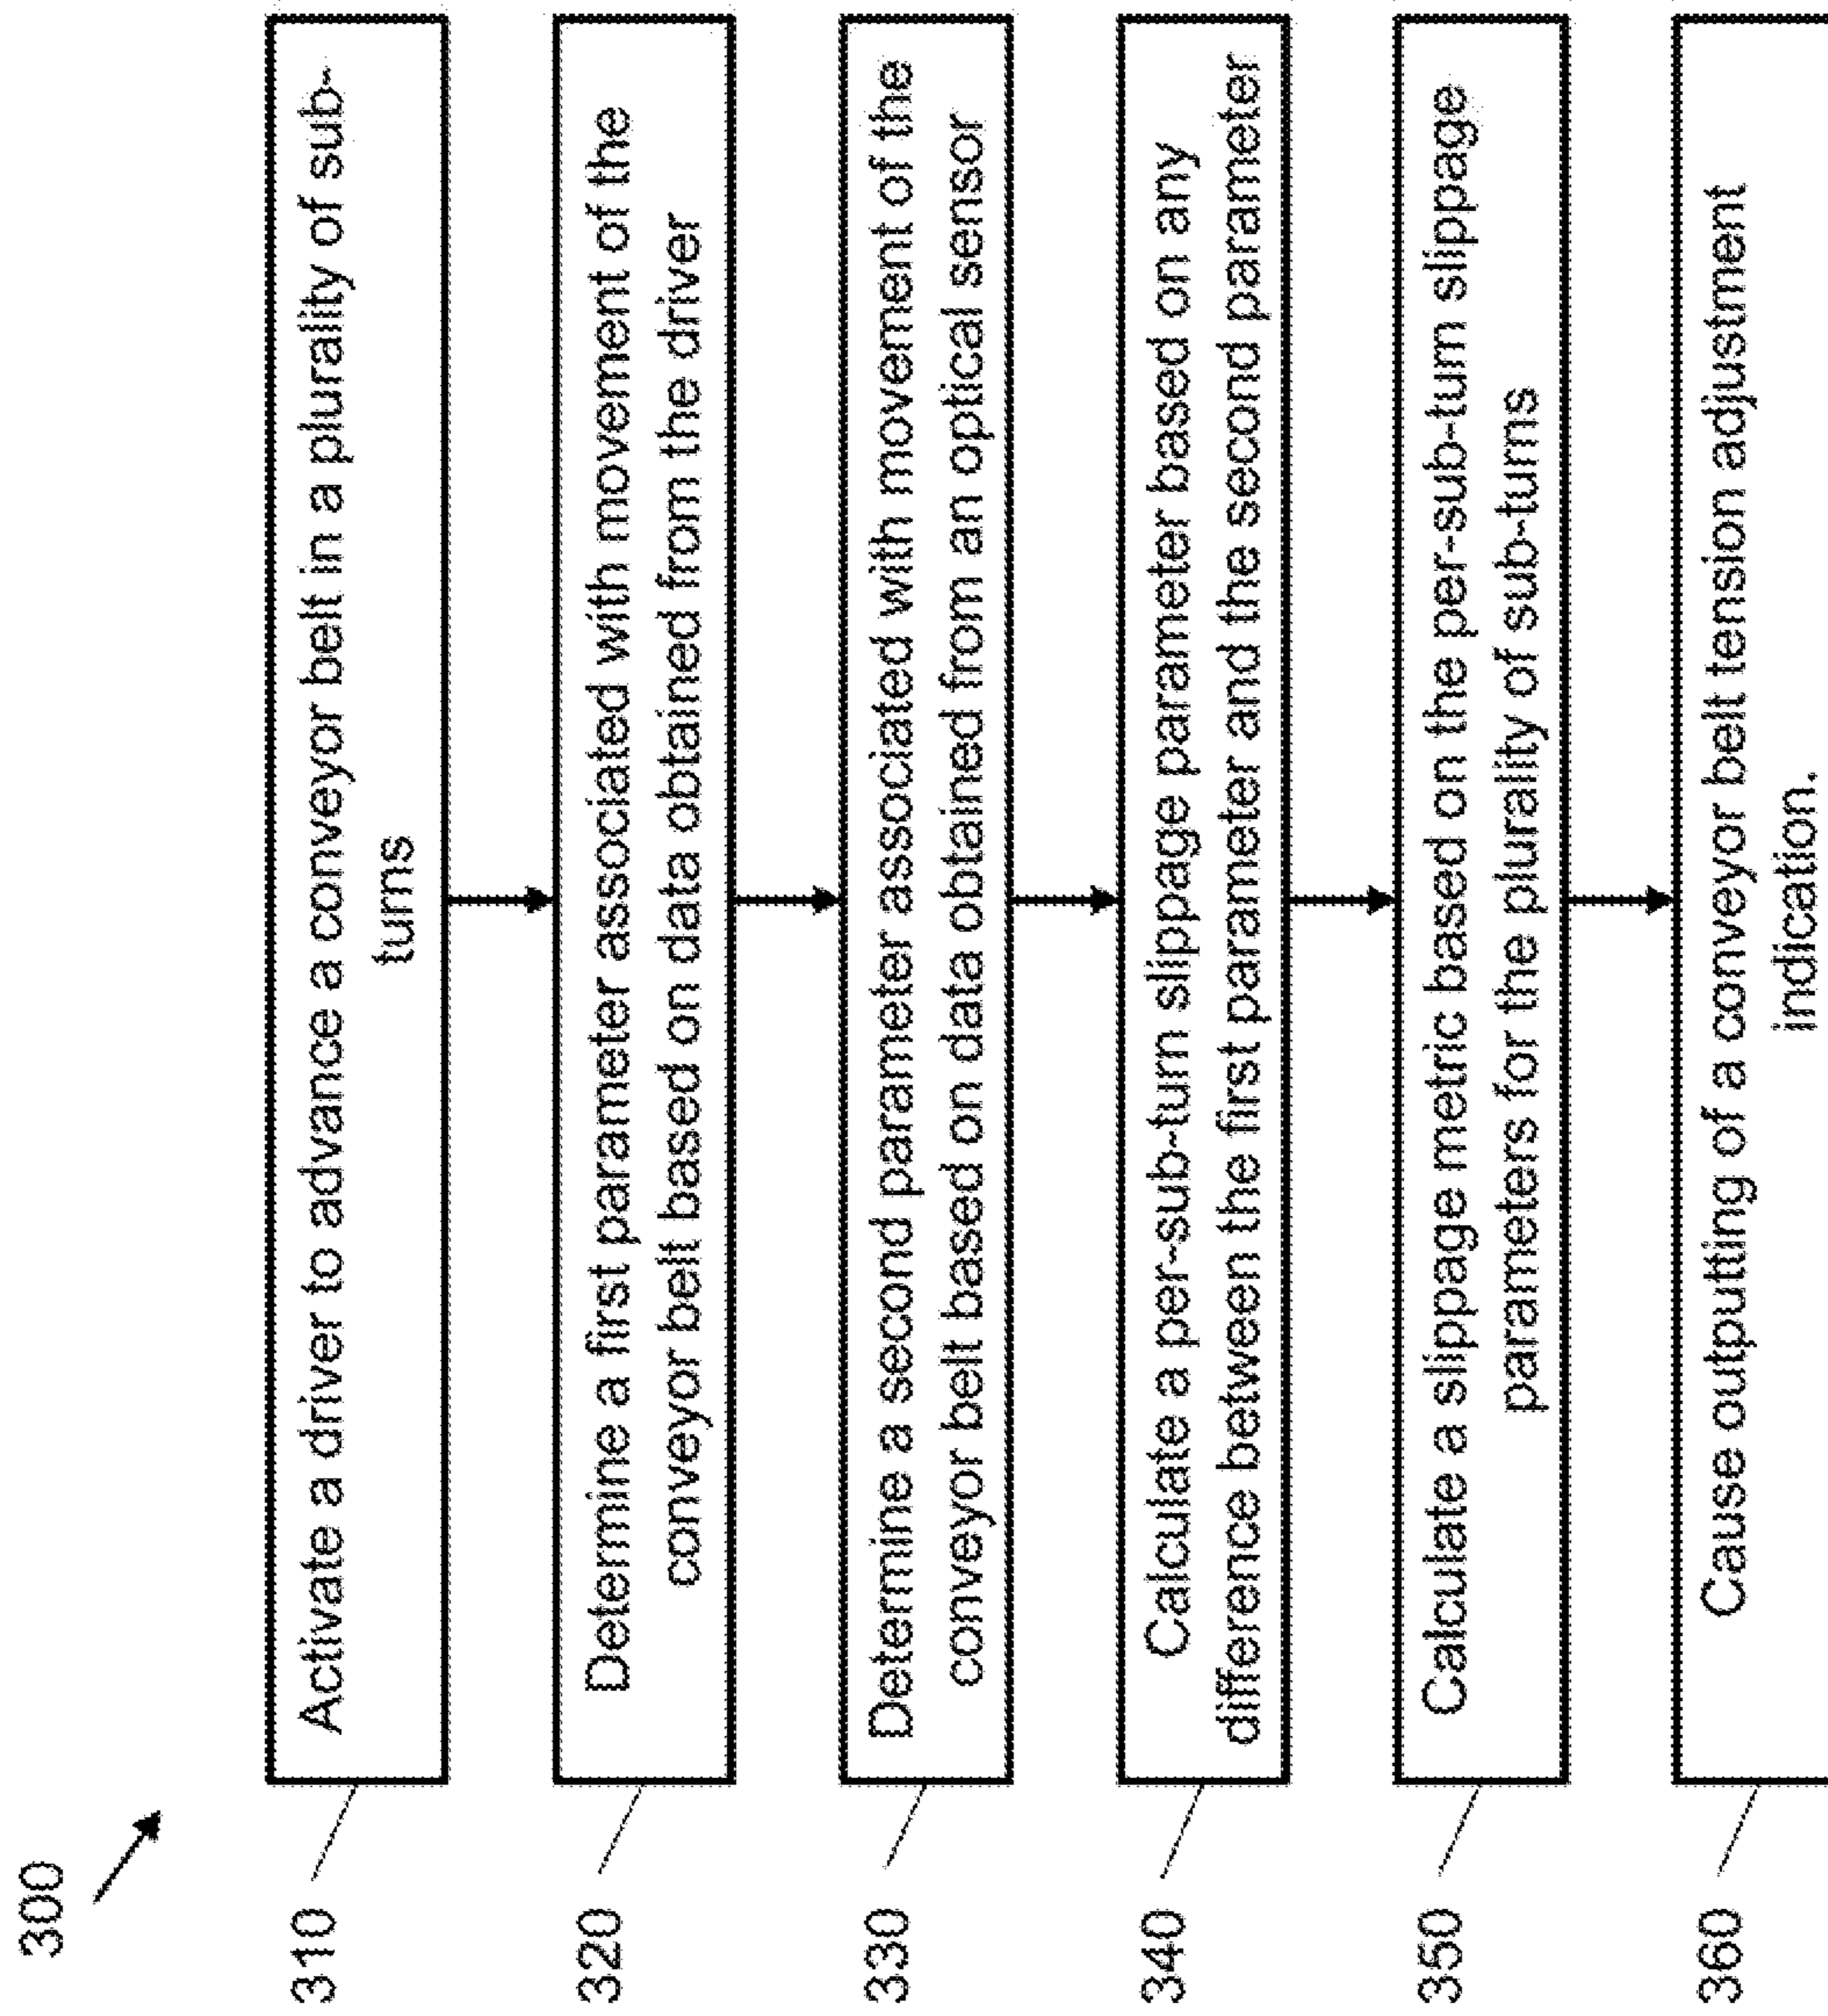 300
310
Activate a driver to advance a conveyor belt in a plurality of sub-
turns
320
Determine a first parameter associated with movement of the
conveyor belt based on data obtained from the driver
330
Determine a second parameter associated with movement of the
conveyor belt based on data obtained from an optical sensor
340
Calculate a per-sub-turn slippage parameter based on any
difference between the first parameter and the second parameter
350
Calculate a slippage metric based on the per-sub-turn slippage
parameters for the plurality of sub-turns
360
Cause outputting of a conveyor belt tension adjustment
indication.